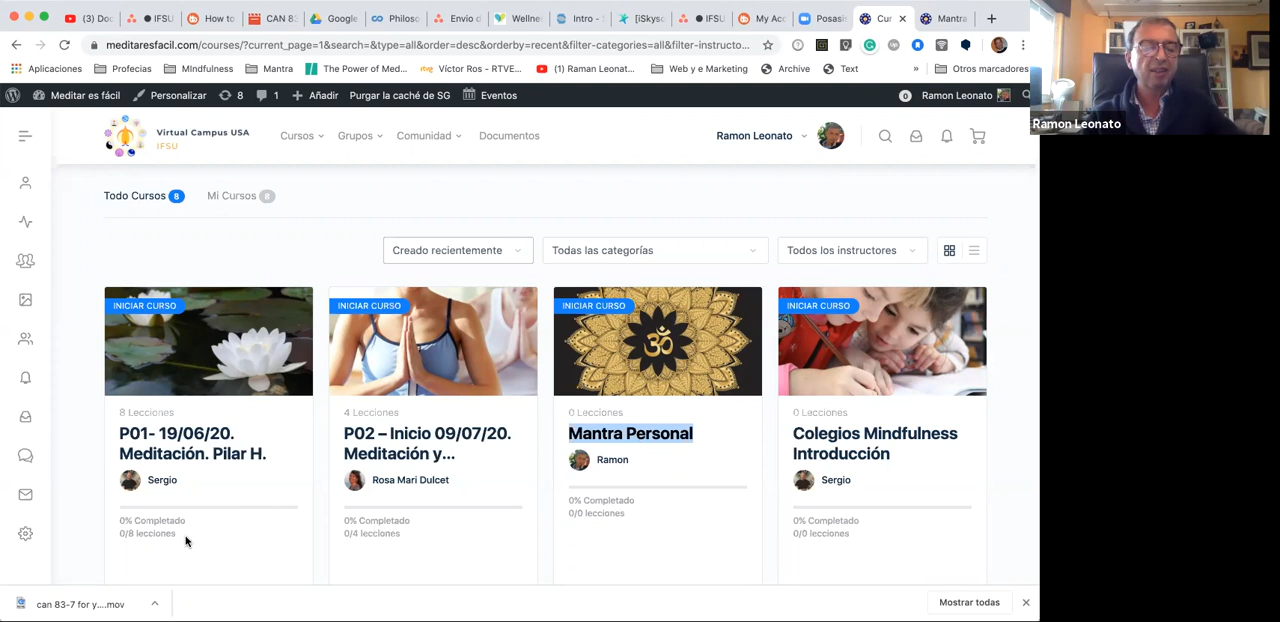 (3) Doc
IFSU
How to
CAN 83
Google
Philoso
Envio d
Wellne
Intro -
[iSkyso
IFSU
My Acc
Posasit
Cur
Mantra
meditaresfacil.com/courses/?current_page=1&search=&type=all&order=desc&orderby=recent&filter-categories=all&filter-instructo...
Aplicaciones
Profecias
MIndfulness
Mantra
The Power of Med...
Víctor Ros - RTVE...
(1) Raman Leonat...
Web y e Marketing
Archive
Text
»
Otros marcadores
Meditar es fácil
Personalizar
8
1
Añadir
Purgar la caché de SG
Eventos
0
Ramon Leonato
Ramon Leonato
Virtual Campus USA
IFSU
Cursos
Grupos
Comunidad
Documentos
Ramon Leonato
Todo Cursos 8
Mi Cursos 8
Creado recientemente
Todas las categorías
Todos los instructores
INICIAR CURSO
8 Lecciones
P01- 19/06/20.
Meditación. Pilar H.
Sergio
0% Completado
0/8 lecciones
INICIAR CURSO
4 Lecciones
P02 – Inicio 09/07/20.
Meditación y...
Rosa Mari Dulcet
0% Completado
0/4 lecciones
INICIAR CURSO
ॐ
0 Lecciones
Mantra Personal
Ramon
0% Completado
0/0 lecciones
INICIAR CURSO
0 Lecciones
Colegios Mindfulness
Introducción
Sergio
0% Completado
0/0 lecciones
can 83-7 for y....mov
Mostrar todas